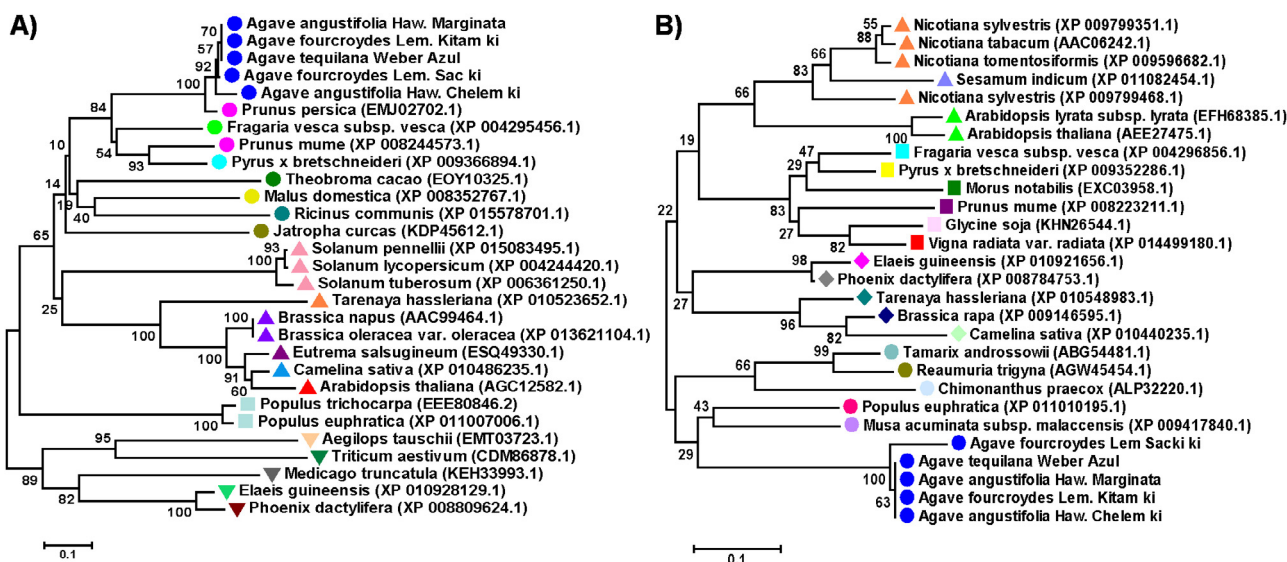 A)
Agave angustifolia Haw. Marginata
Agave fourcroydes Lem. Kitam ki
Agave tequilana Weber Azul
Agave fourcroydes Lem. Sac ki
Agave angustifolia Haw. Chelem ki
Prunus persica (EMJ02702.1)
Fragaria vesca subsp. vesca (XP 004295456.1)
Prunus mume (XP 008244573.1)
Pyrus x bretschneideri (XP 009366894.1)
Theobroma cacao (EOY10325.1)
Malus domestica (XP 008352767.1)
Ricinus communis (XP 015578701.1)
Jatropha curcas (KDP45612.1)
Solanum pennellii (XP 015083495.1)
Solanum lycopersicum (XP 004244420.1)
Solanum tuberosum (XP 006361250.1)
Tarenaya hassleriana (XP 010523652.1)
Brassica napus (AAC99464.1)
Brassica oleracea var. oleracea (XP 013621104.1)
Eutrema salsugineum (ESQ49330.1)
Camelina sativa (XP 010486235.1)
Arabidopsis thaliana (AGC12582.1)
Populus trichocarpa (EEE80846.2)
Populus euphratica (XP 011007006.1)
Aegilops tauschii (EMT03723.1)
Triticum aestivum (CDM86878.1)
Medicago truncatula (KEH33993.1)
Elaeis guineensis (XP 010928129.1)
Phoenix dactylifera (XP 008809624.1)
70
57
92
100
84
54
93
10
14
19
40
65
93
100
25
100
100
100
91
60
100
95
89
82
100
0.1
B)
Nicotiana sylvestris (XP 009799351.1)
Nicotiana tabacum (AAC06242.1)
Nicotiana tomentosiformis (XP 009596682.1)
Sesamum indicum (XP 011082454.1)
Nicotiana sylvestris (XP 009799468.1)
Arabidopsis lyrata subsp. lyrata (EFH68385.1)
Arabidopsis thaliana (AEE27475.1)
Fragaria vesca subsp. vesca (XP 004296856.1)
Pyrus x bretschneideri (XP 009352286.1)
Morus notabilis (EXC03958.1)
Prunus mume (XP 008223211.1)
Glycine soja (KHN26544.1)
Vigna radiata var. radiata (XP 014499180.1)
Elaeis guineensis (XP 010921656.1)
Phoenix dactylifera (XP 008784753.1)
Tarenaya hassleriana (XP 010548983.1)
Brassica rapa (XP 009146595.1)
Camelina sativa (XP 010440235.1)
Tamarix androssowii (ABG54481.1)
Reaumuria trigyna (AGW45454.1)
Chimonanthus praecox (ALP32220.1)
Populus euphratica (XP 011010195.1)
Musa acuminata subsp. malaccensis (XP 009417840.1)
Agave fourcroydes Lem Sacki ki
Agave tequilana Weber Azul
Agave angustifolia Haw. Marginata
Agave fourcroydes Lem. Kitam ki
Agave angustifolia Haw. Chelem ki
55
88
66
83
66
100
19
47
29
83
27
82
22
98
27
96
82
99
66
43
29
100
63
0.1